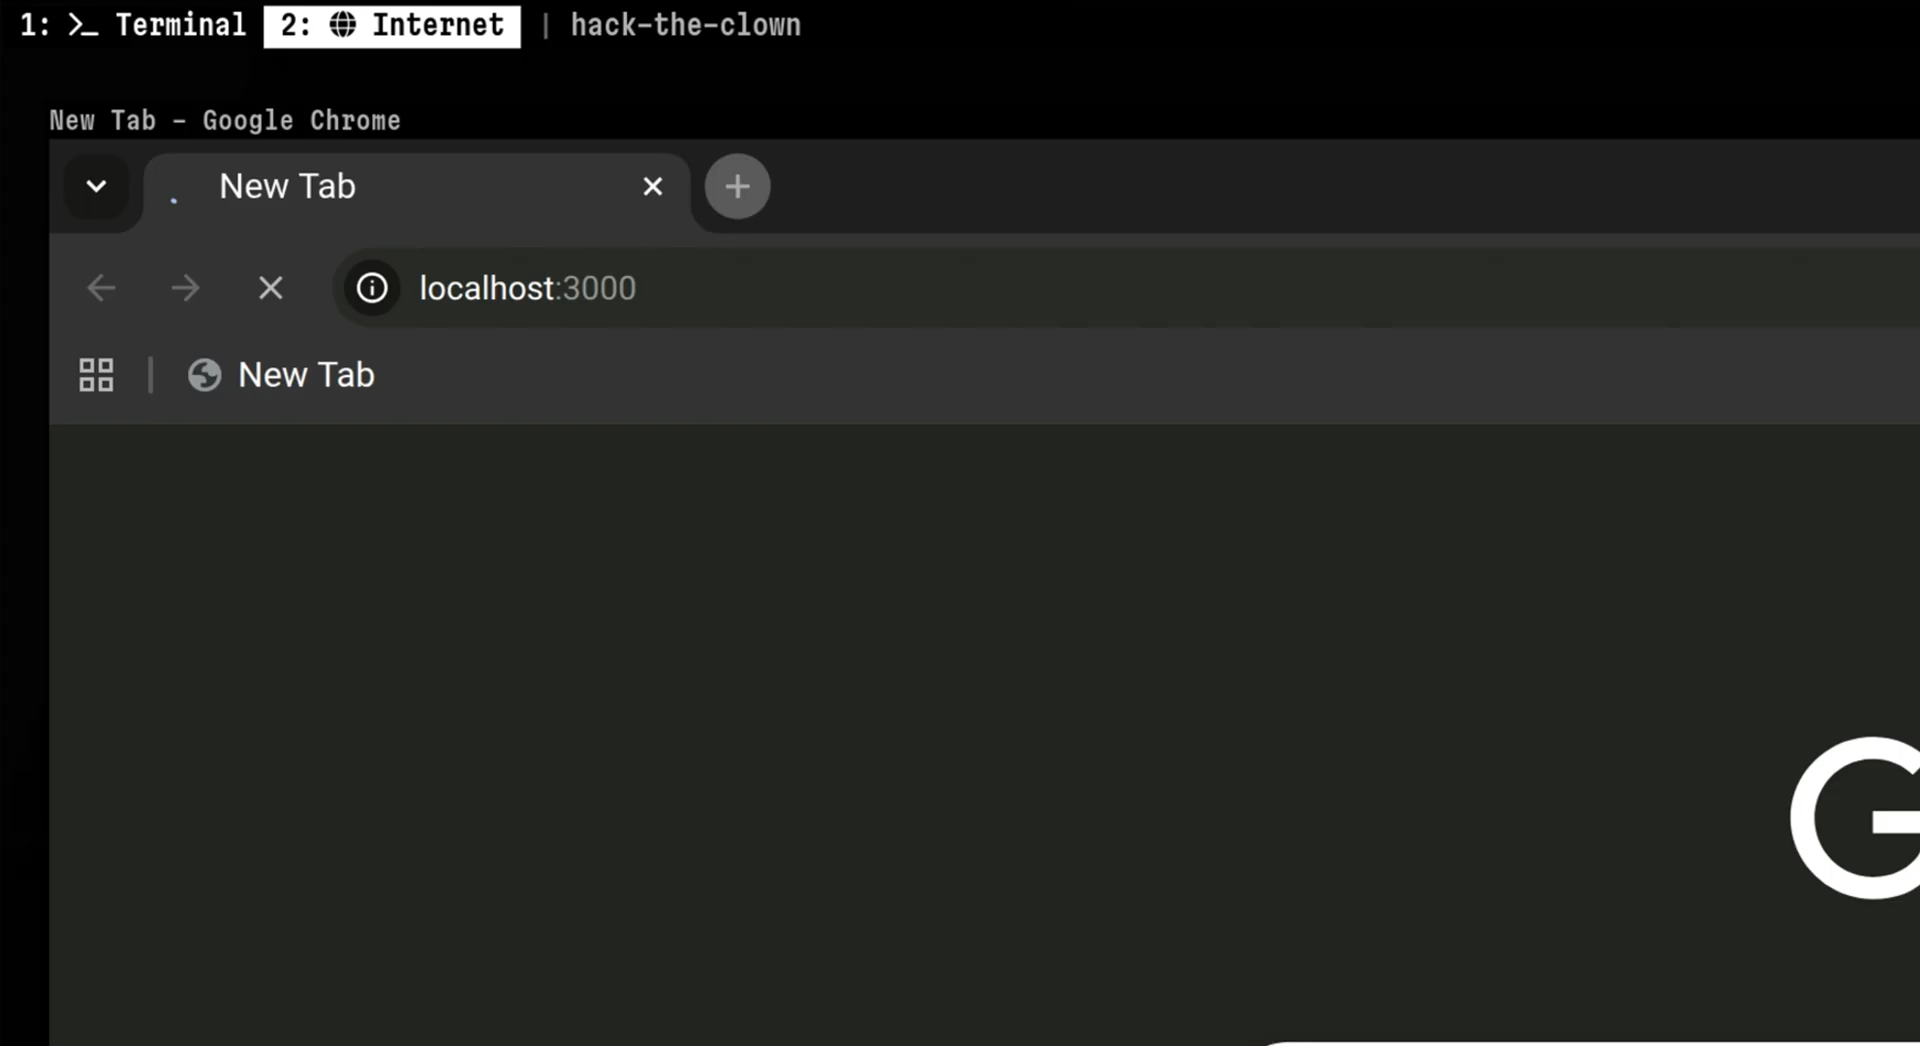 1: >_ Terminal 2: Internet | hack-the-clown
New Tab - Google Chrome
New Tab
localhost:3000
New Tab
G